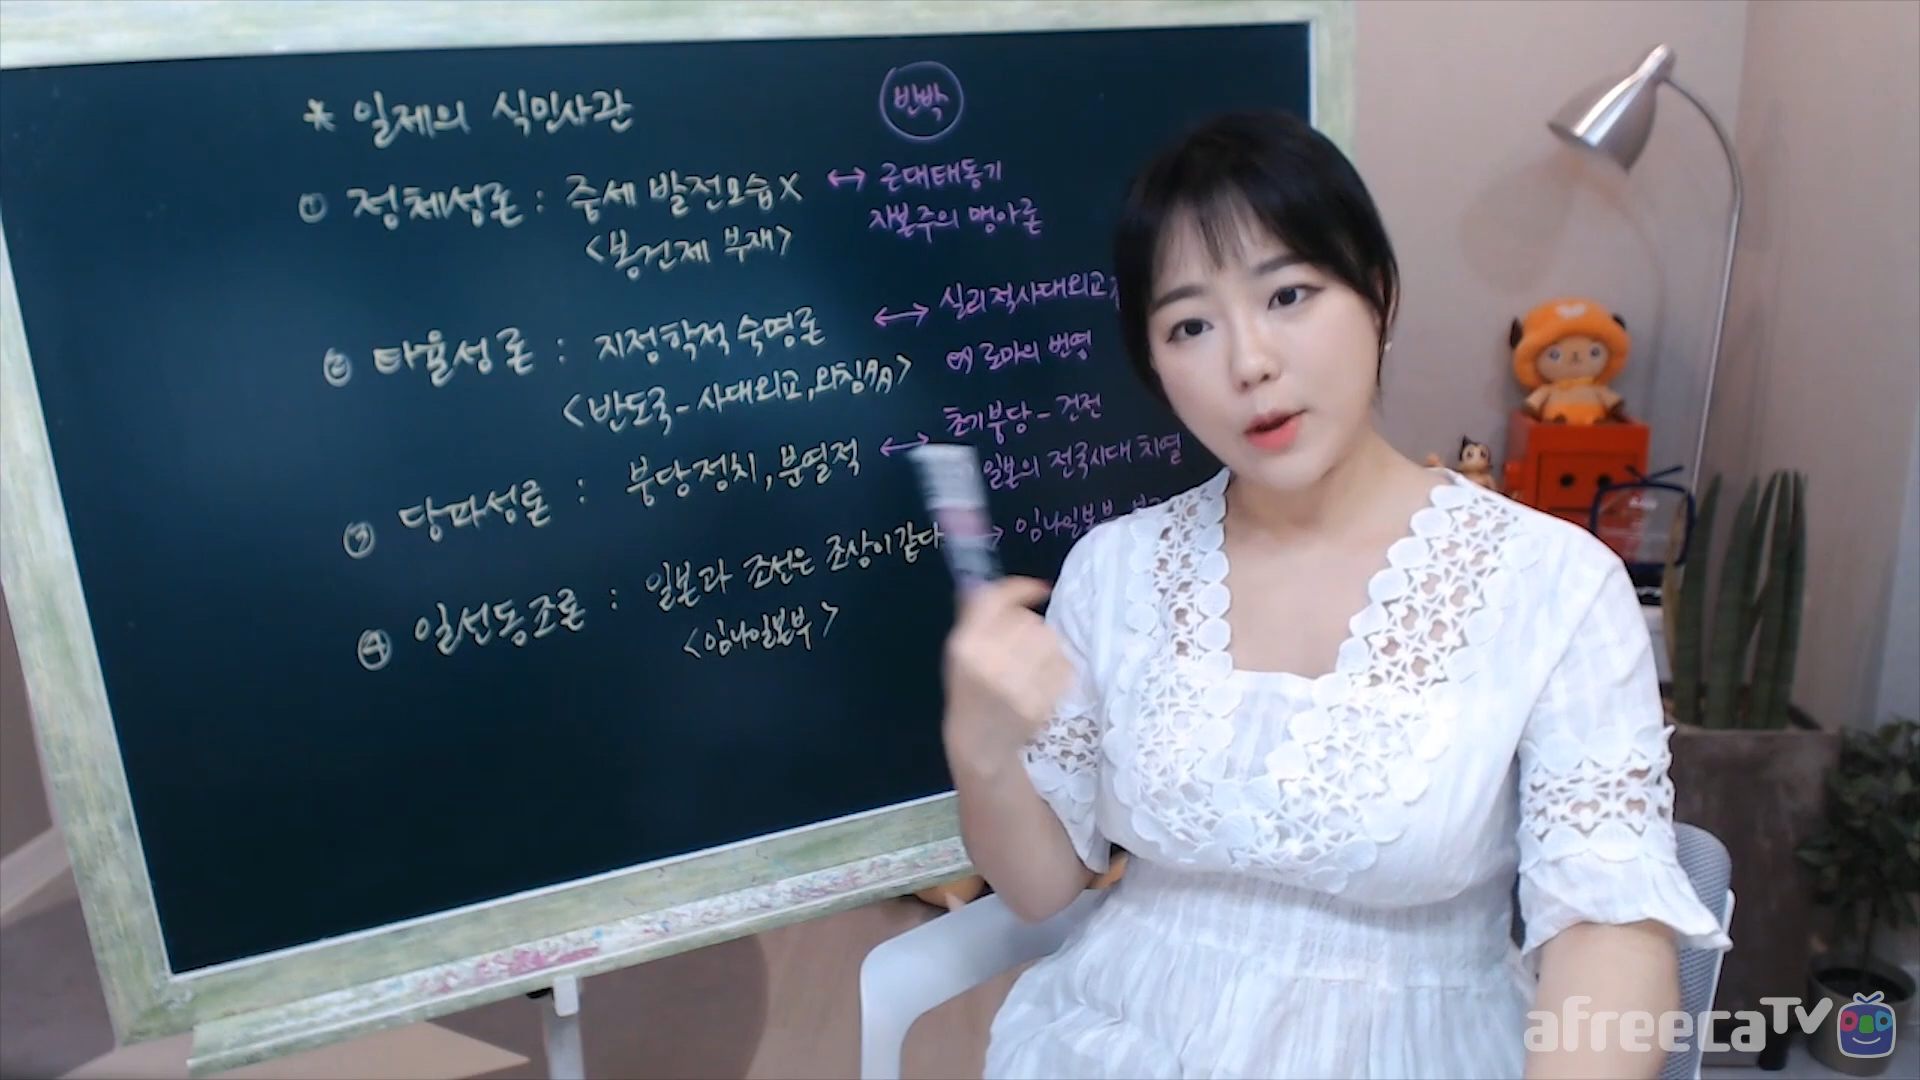 * 일제의 식민사관
반박
① 정체성론 : 중세 발전모습 X ↔ 근대태동기
<봉건제 부재> 자본주의 맹아론
② 타율성론 : 지정학적 숙명론 ↔ 실리적사대외교
<반도국-사대외교, 외침> ex 로마의 번영
③ 당파성론 : 붕당정치, 분열적 ↔ 초기붕당-건전
일본의 전국시대 치열
④ 일선동조론 : 일본과 조선은 조상이 같다 → 임나일본부
<임나일본부>
afreecaTV